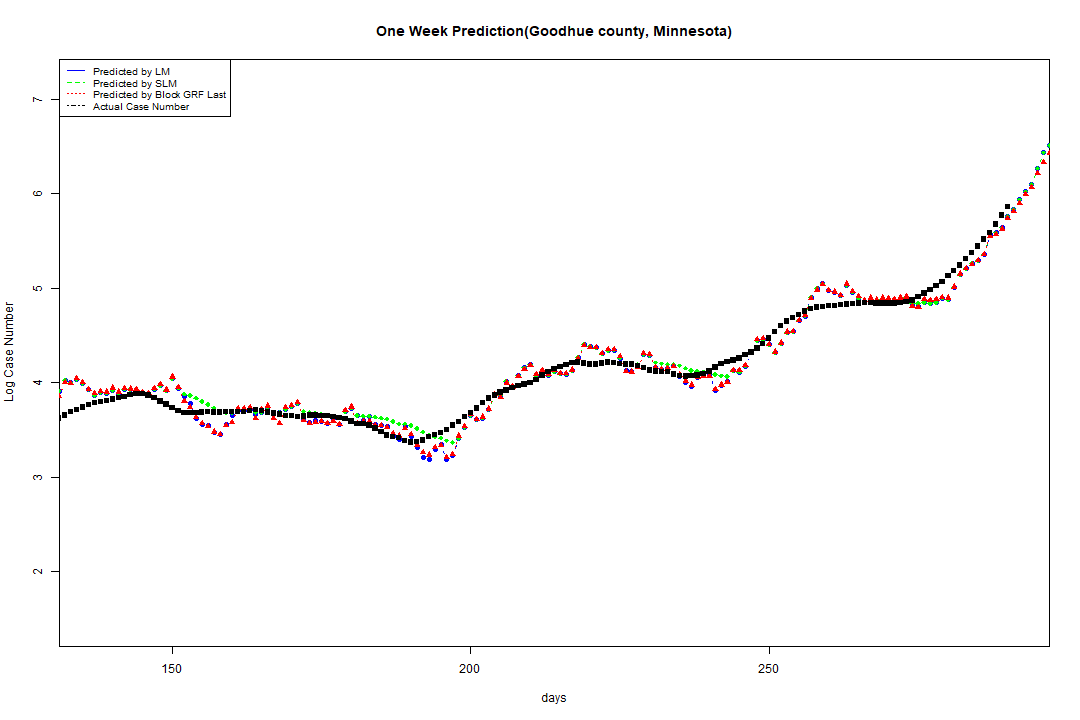 One Week Prediction(Goodhue county, Minnesota)
Predicted by LM
Predicted by SLM
Predicted by Block GRF Last
Actual Case Number
7
6
5
4
3
2
Log Case Number
150 200 250
days